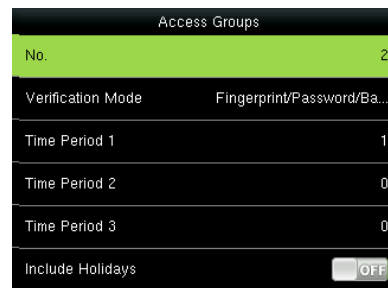 Access Groups
No. 2
Verification Mode Fingerprint/Password/Ba...
Time Period 1 1
Time Period 2 0
Time Period 3 0
Include Holidays OFF